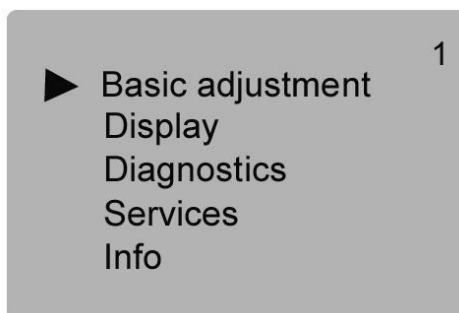 1
Basic adjustment
Display
Diagnostics
Services
Info